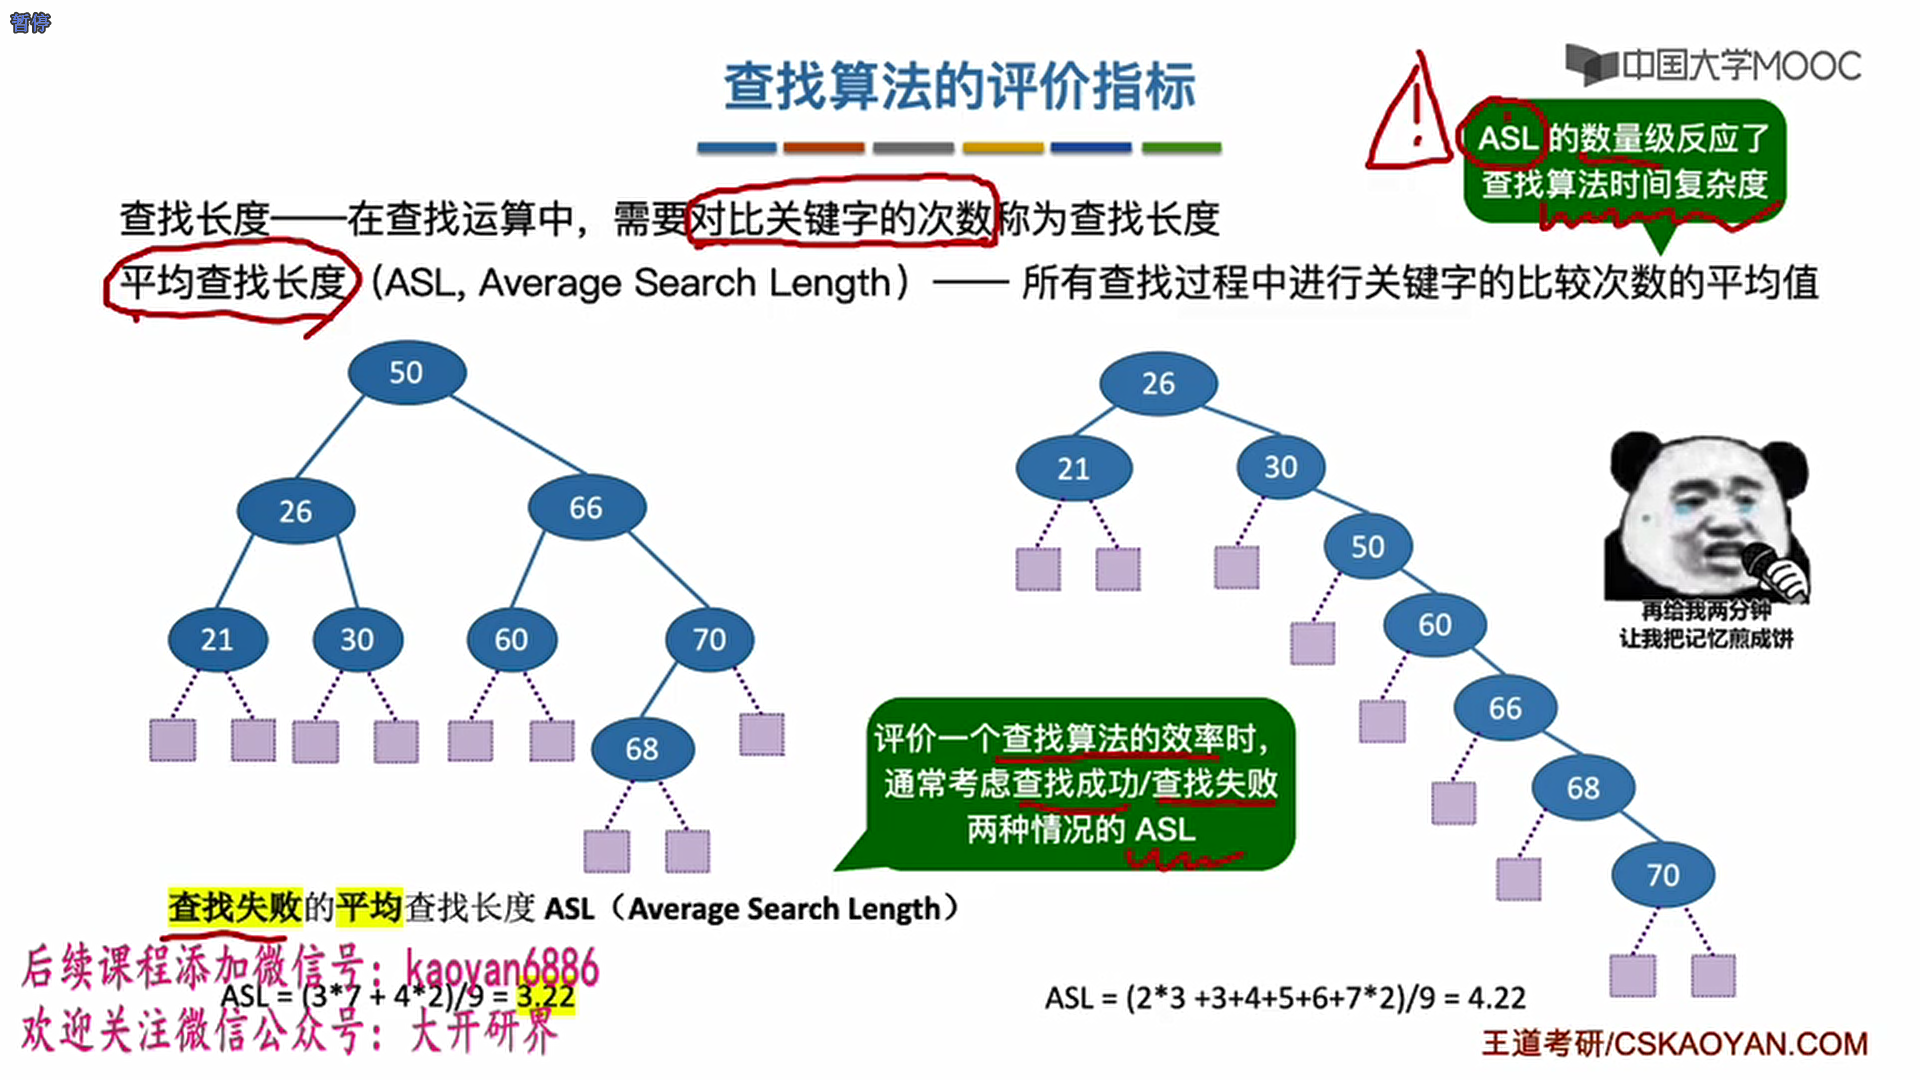 暂停
查找算法的评价指标
中国大学MOOC
ASL 的数量级反应了
查找算法时间复杂度
查找长度——在查找运算中，需要对比关键字的次数称为查找长度
平均查找长度（ASL, Average Search Length）—— 所有查找过程中进行关键字的比较次数的平均值
50
26
66
21
30
60
70
68
26
21
30
50
60
66
68
70
再给我两分钟
让我把记忆煎成饼
评价一个查找算法的效率时，
通常考虑查找成功/查找失败
两种情况的 ASL
查找失败的平均查找长度 ASL（Average Search Length）
后续课程添加微信号：kaoyan6886
ASL = (3*7 + 4*2)/9 = 3.22
欢迎关注微信公众号：大开研界
ASL = (2*3 +3+4+5+6+7*2)/9 = 4.22
王道考研/CSKAOYAN.COM